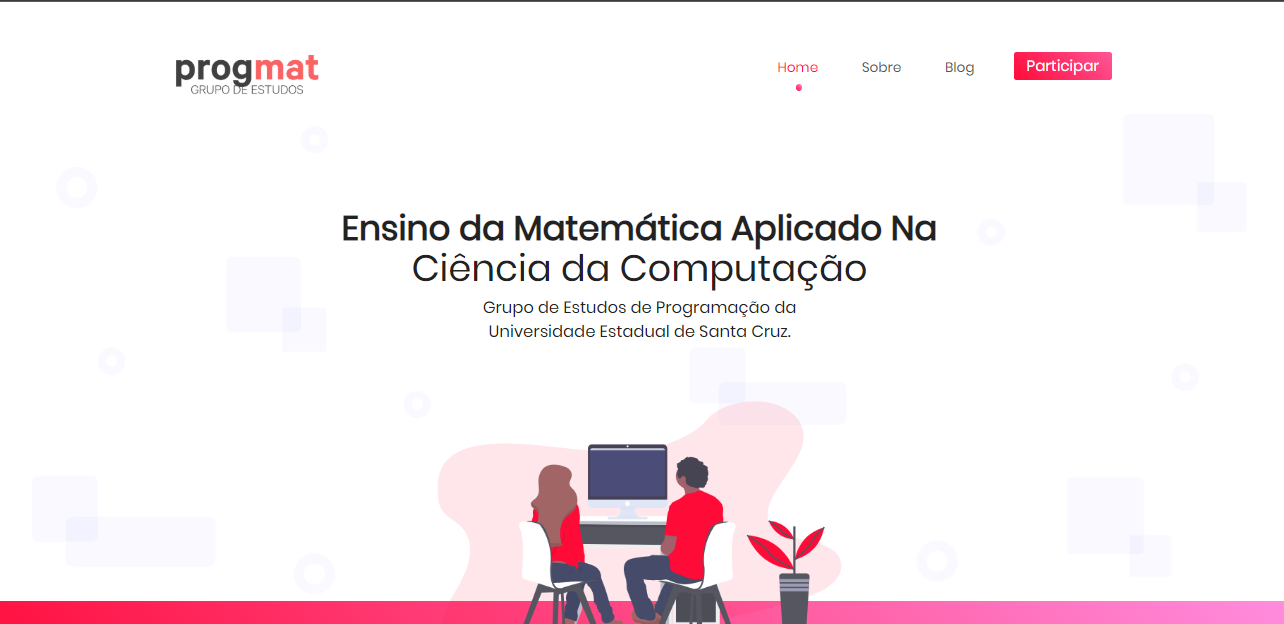 progmat
GRUPO DE ESTUDOS
Home
Sobre
Blog
Participar
Ensino da Matemática Aplicado Na
Ciência da Computação
Grupo de Estudos de Programação da
Universidade Estadual de Santa Cruz.